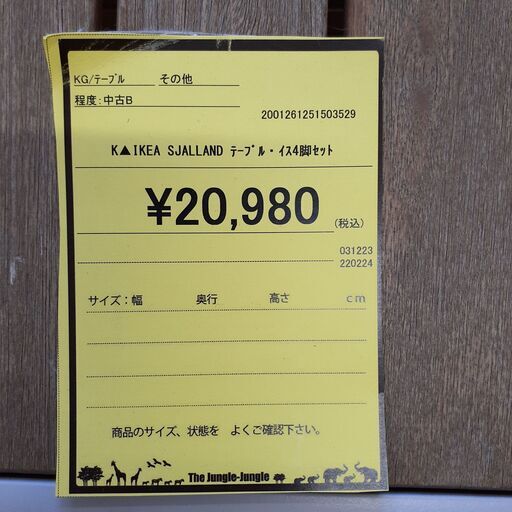 KG/ﾃｰﾌﾞﾙ その他
程度:中古B
2001261251503529
K▲IKEA SJALLAND ﾃｰﾌﾞﾙ・ｲｽ4脚ｾｯﾄ
¥20,980(税込)
031223
220224
サイズ:幅 奥行 高さ cm
商品のサイズ、状態を よくご確認下さい。
The Jungle-Jungle